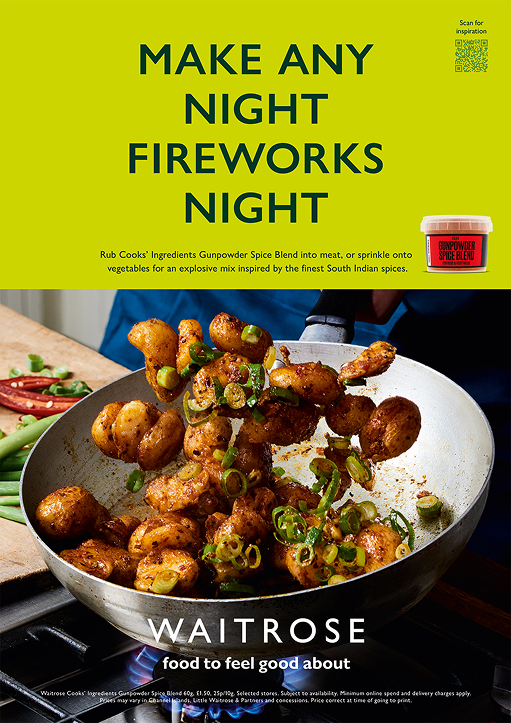 Scan for
inspiration
MAKE ANY
NIGHT
FIREWORKS
NIGHT
Rub Cooks' Ingredients Gunpowder Spice Blend into meat, or sprinkle onto
vegetables for an explosive mix inspired by the finest South Indian spices.
GUNPOWDER
SPICE BLEND
WAITROSE
food to feel good about
Waitrose Cooks' Ingredients Gunpowder Spice Blend 60g, £1.50, 25p/10g. Selected stores. Subject to availability. Minimum online spend and delivery charges apply.
Prices may vary in Channel Islands, Little Waitrose & Partners and concessions. Price correct at time of going to print.